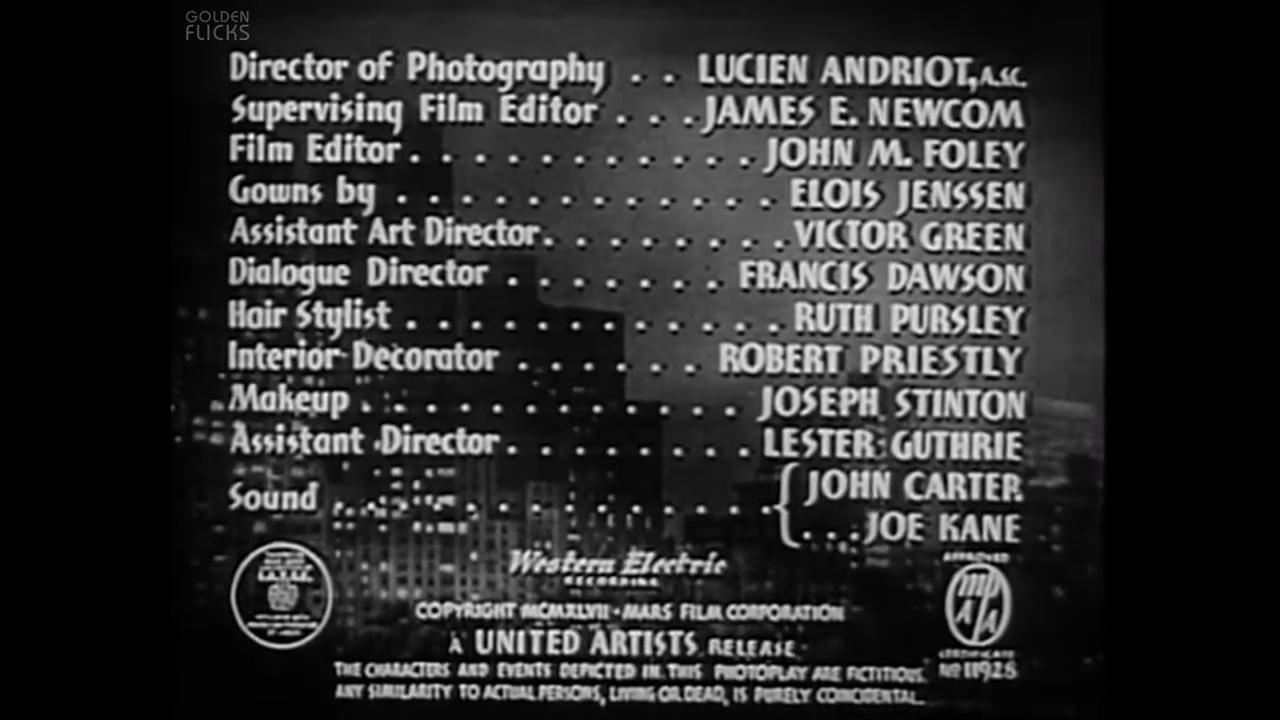 GOLDEN
FLICKS
Director of Photography . . LUCIEN ANDRIOT, A.S.C.
Supervising Film Editor . . . JAMES E. NEWCOM
Film Editor . . . . . . . . . . . . JOHN M. FOLEY
Gowns by . . . . . . . . . . . . . ELOIS JENSSEN
Assistant Art Director . . . . . . . . VICTOR GREEN
Dialogue Director . . . . . . . . FRANCIS DAWSON
Hair Stylist . . . . . . . . . . . . . RUTH PURSLEY
Interior Decorator . . . . . . ROBERT PRIESTLY
Makeup . . . . . . . . . . . . . JOSEPH STINTON
Assistant Director . . . . . . . . LESTER GUTHRIE
Sound . . . . . . . . . . . . . . { JOHN CARTER
. . . JOE KANE
Western Electric
RECORDING
COPYRIGHT MCMXLVII - MARS FILM CORPORATION
A UNITED ARTISTS RELEASE
THE CHARACTERS AND EVENTS DEPICTED IN THIS PHOTOPLAY ARE FICTITIOUS.
ANY SIMILARITY TO ACTUAL PERSONS, LIVING OR DEAD, IS PURELY COINCIDENTAL.
I.A.T.S.E.
APPROVED
MPAA
CERTIFICATE
No 11925